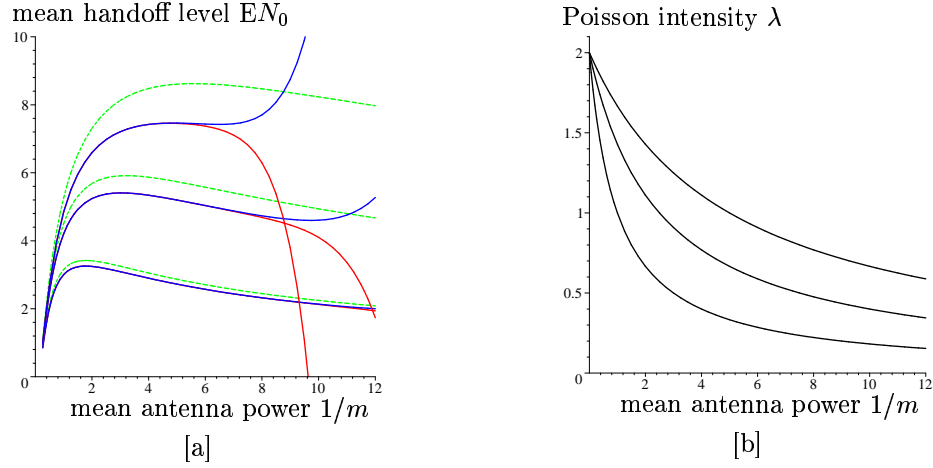 mean handoff level EN₀
10
8
6
4
2
0
2 4 6 8 10 12
mean antenna power 1/m
[a]
Poisson intensity λ
2
1.5
1
0.5
0
2 4 6 8 10 12
mean antenna power 1/m
[b]